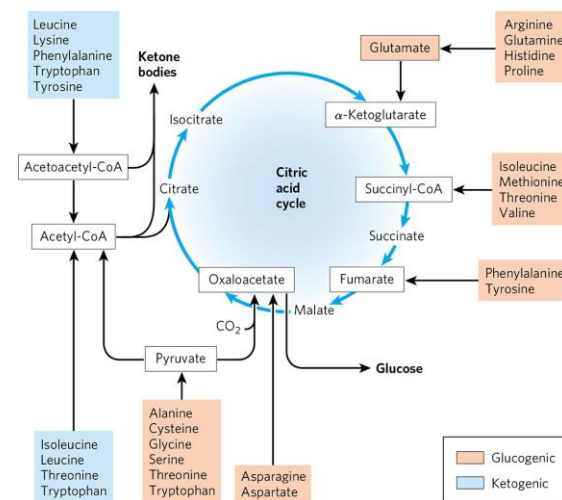 Leucine
Lysine
Phenylalanine
Tryptophan
Tyrosine
Ketone
bodies
Glutamate
Arginine
Glutamine
Histidine
Proline
Isocitrate
α-Ketoglutarate
Acetoacetyl-CoA
Citrate
Citric
acid
cycle
Succinyl-CoA
Isoleucine
Methionine
Threonine
Valine
Acetyl-CoA
Succinate
Oxaloacetate
Fumarate
Phenylalanine
Tyrosine
Malate
CO2
Pyruvate
Glucose
Isoleucine
Leucine
Threonine
Tryptophan
Alanine
Cysteine
Glycine
Serine
Threonine
Tryptophan
Asparagine
Aspartate
Glucogenic
Ketogenic